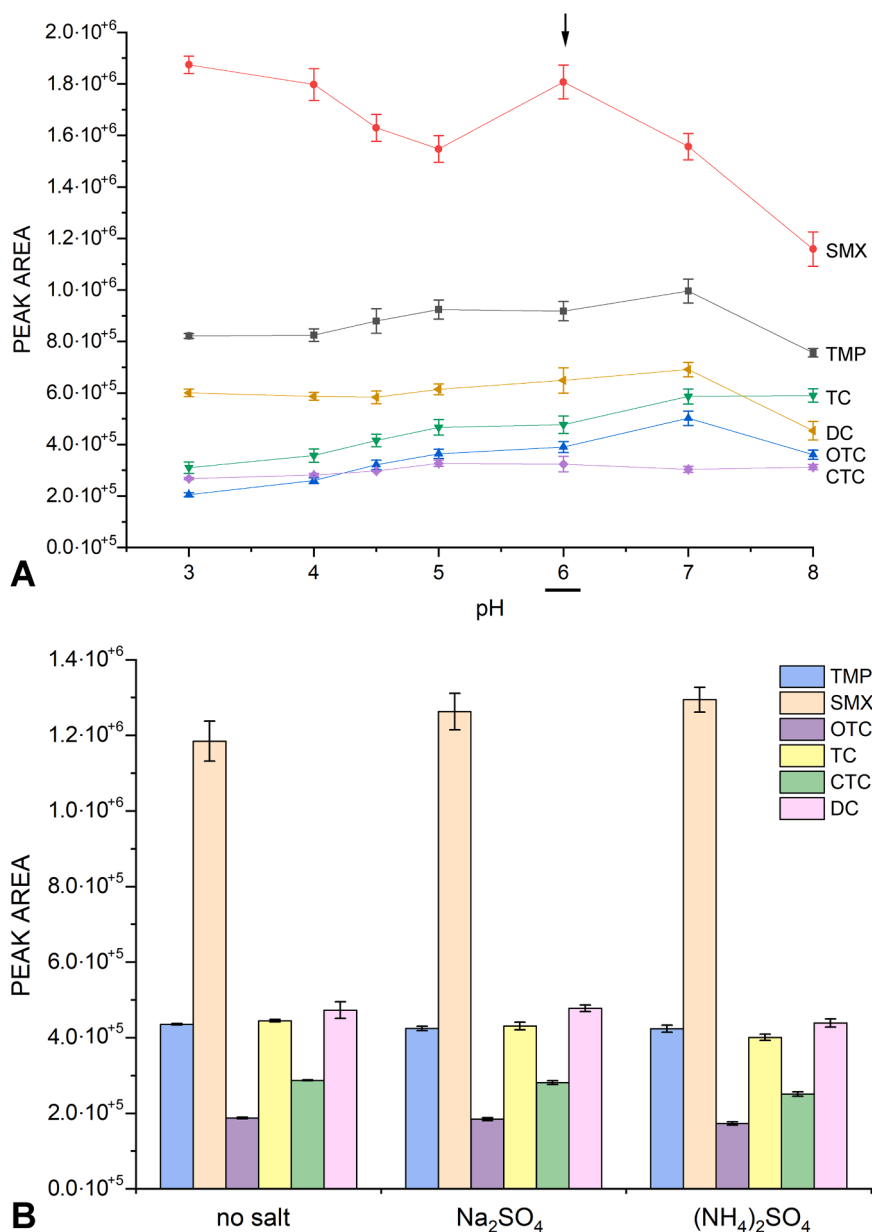 2.0·10⁺⁶
1.8·10⁺⁶
1.6·10⁺⁶
1.4·10⁺⁶
1.2·10⁺⁶
1.0·10⁺⁶
8.0·10⁺⁵
6.0·10⁺⁵
4.0·10⁺⁵
2.0·10⁺⁵
0.0·10⁺⁵
PEAK AREA
SMX
TMP
TC
DC
OTC
CTC
3 4 5 6 7 8
pH
A
1.4·10⁺⁶
1.2·10⁺⁶
1.0·10⁺⁶
8.0·10⁺⁵
6.0·10⁺⁵
4.0·10⁺⁵
2.0·10⁺⁵
0.0·10⁺⁵
PEAK AREA
TMP
SMX
OTC
TC
CTC
DC
no salt Na₂SO₄ (NH₄)₂SO₄
B